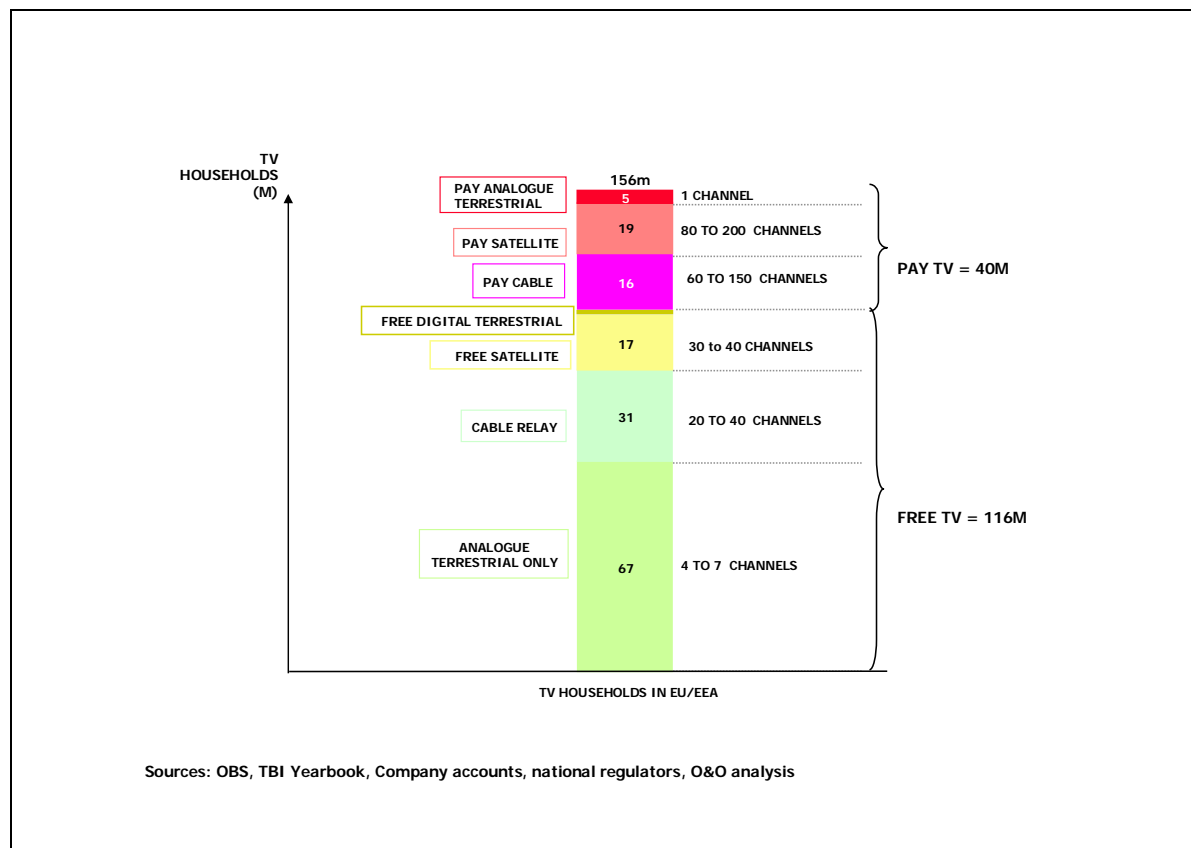 TV
HOUSEHOLDS
(M)
156m
PAY ANALOGUE
TERRESTRIAL
5
1 CHANNEL
PAY SATELLITE
19
80 TO 200 CHANNELS
PAY CABLE
16
60 TO 150 CHANNELS
PAY TV = 40M
FREE DIGITAL TERRESTRIAL
FREE SATELLITE
17
30 to 40 CHANNELS
CABLE RELAY
31
20 TO 40 CHANNELS
FREE TV = 116M
ANALOGUE
TERRESTRIAL ONLY
67
4 TO 7 CHANNELS
TV HOUSEHOLDS IN EU/EEA
Sources: OBS, TBI Yearbook, Company accounts, national regulators, O&O analysis